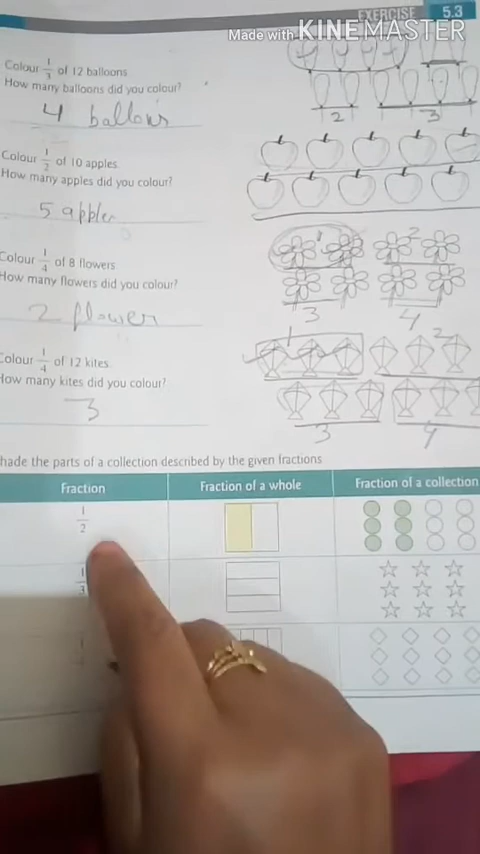 EXERCISE 5.3
Made with KINEMASTER
Colour 1/3 of 12 balloons
How many balloons did you colour?
4 ballons
2 3
Colour 1/2 of 10 apples
How many apples did you colour?
5 apples
Colour 1/4 of 8 flowers
How many flowers did you colour?
2 flower
1 2
3 4
Colour 1/4 of 12 kites
How many kites did you colour?
3
1 2
3 4
hade the parts of a collection described by the given fractions
Fraction Fraction of a whole Fraction of a collection
1/2
1/3